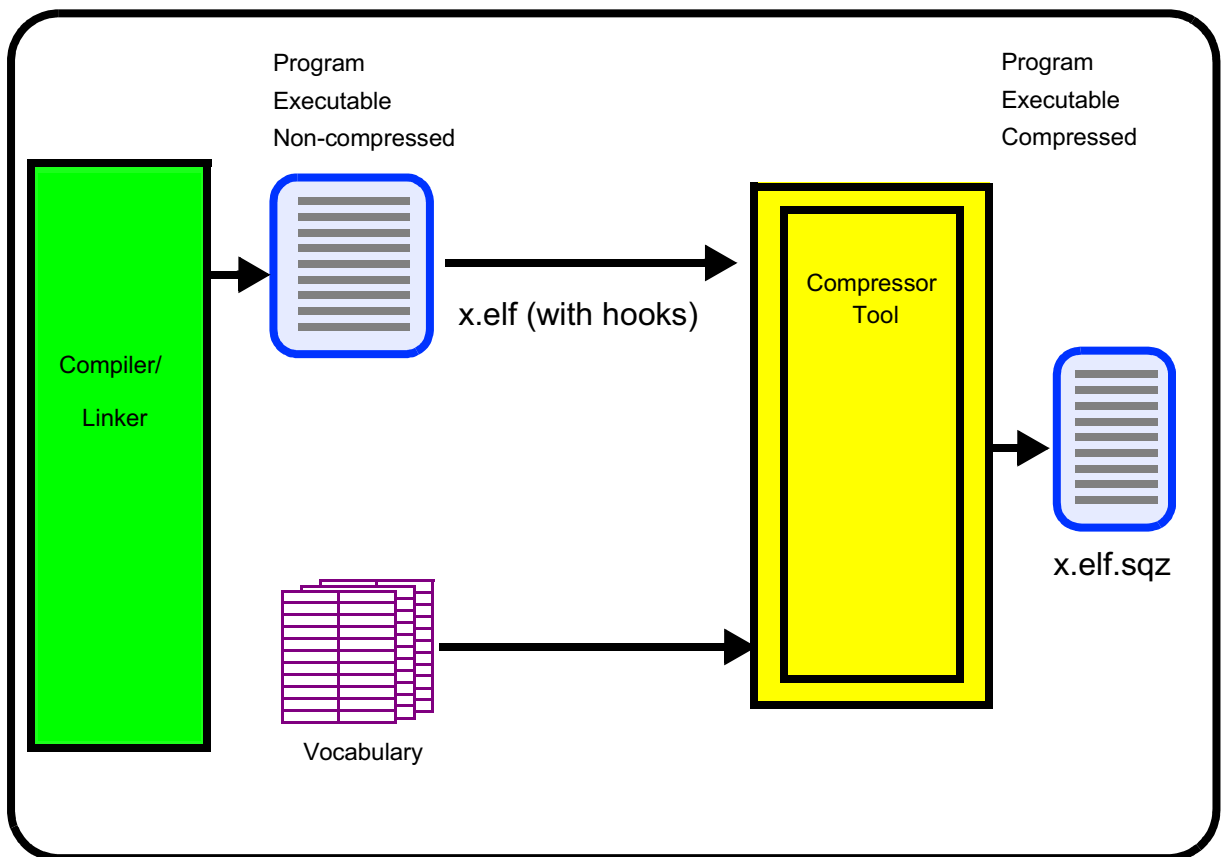 Program
Executable
Non-compressed
Program
Executable
Compressed
Compiler/
Linker
x.elf (with hooks)
Compressor
Tool
x.elf.sqz
Vocabulary